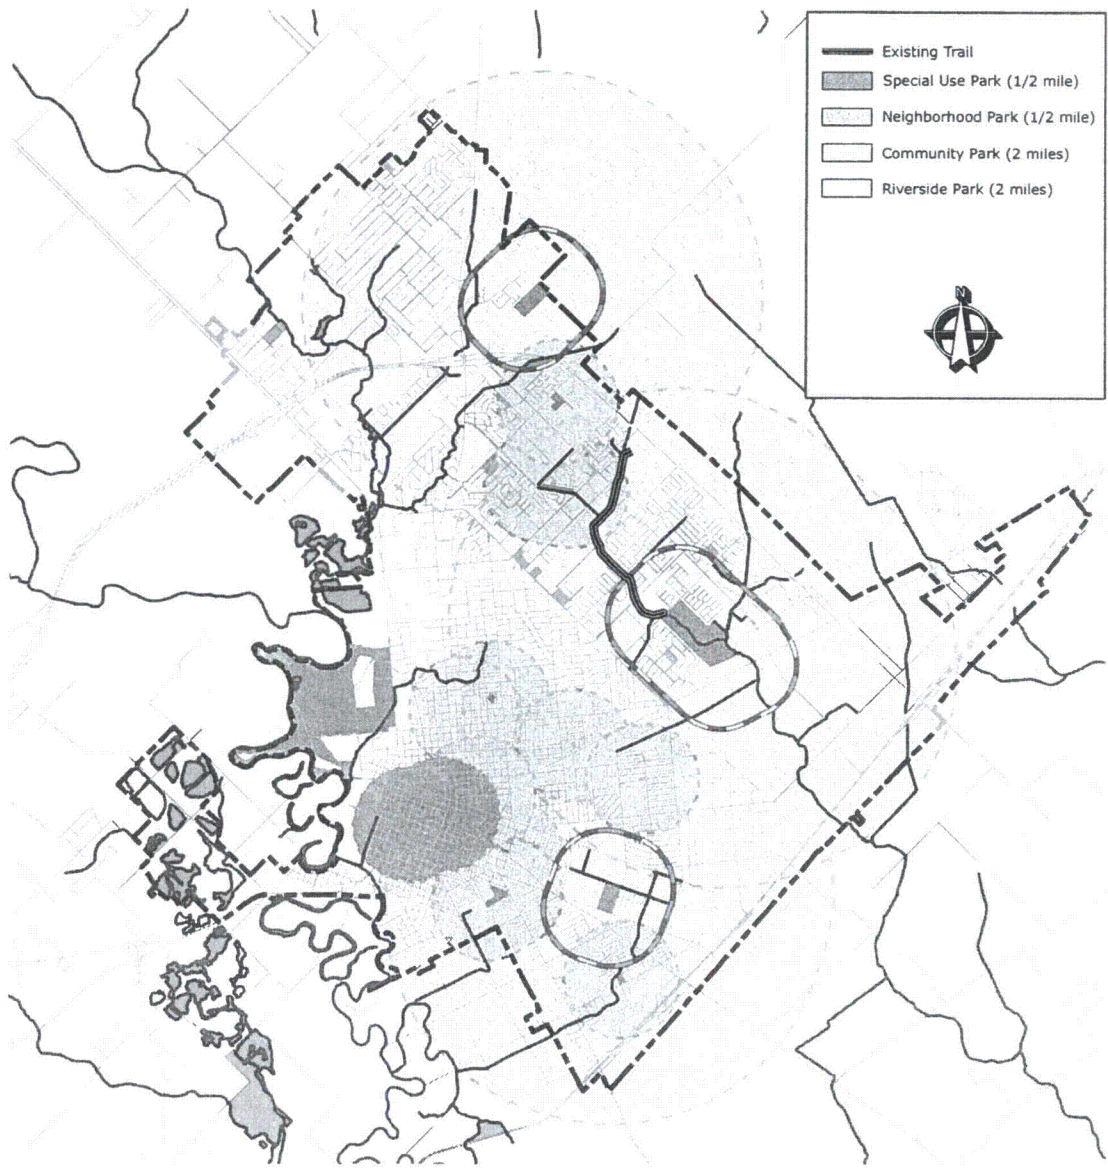 Existing Trail
Special Use Park (1/2 mile)
Neighborhood Park (1/2 mile)
Community Park (2 miles)
Riverside Park (2 miles)
N